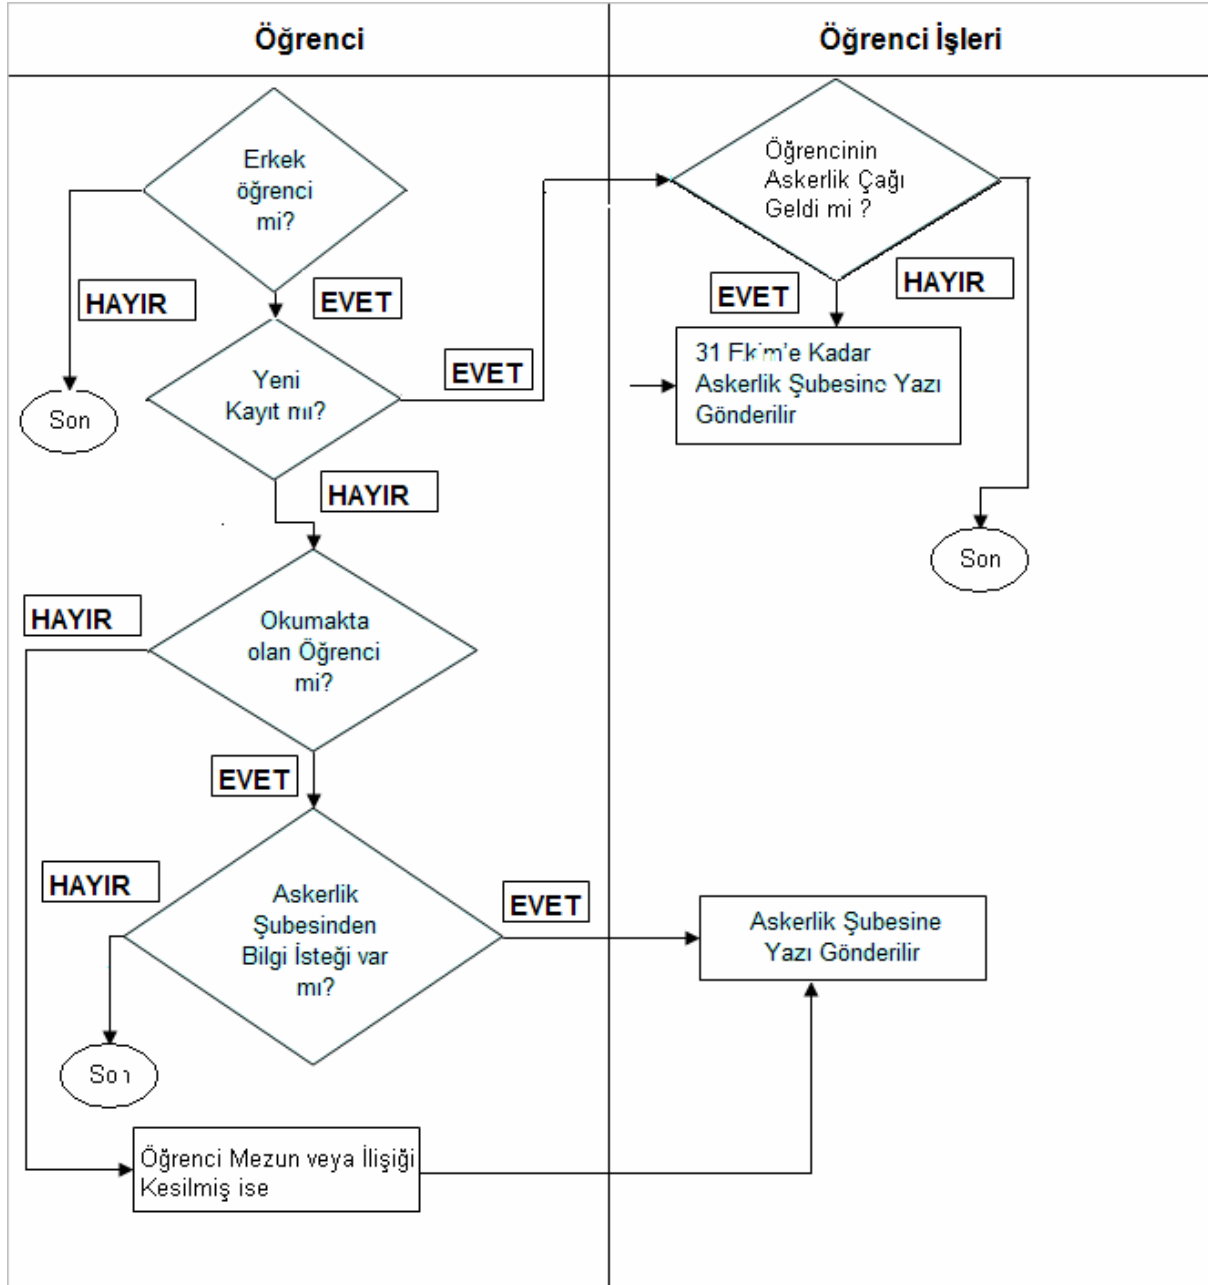 Öğrenci
Öğrenci İşleri
Erkek
öğrenci
mi?
HAYIR
EVET
Öğrencinin
Askerlik Çağı
Geldi mi ?
EVET
HAYIR
Yeni
Kayıt mı?
EVET
31 Ekim'e Kadar
Askerlik Şubesine Yazı
Gönderilir
Son
HAYIR
Son
HAYIR
Okumakta
olan Öğrenci
mi?
EVET
HAYIR
Askerlik
Şubesinden
Bilgi İsteği var
mı?
EVET
Askerlik Şubesine
Yazı Gönderilir
Son
Öğrenci Mezun veya İlişiği
Kesilmiş ise